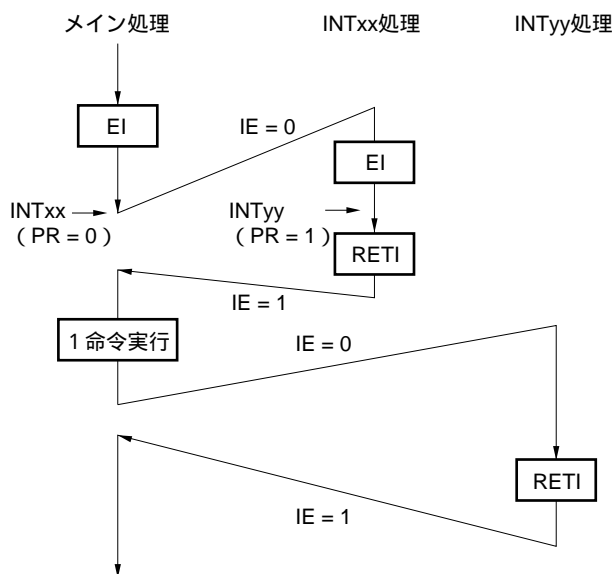 メイン処理
INTxx処理
INTyy処理
EI
IE = 0
EI
INTxx
（ PR = 0 ）
INTyy
（ PR = 1 ）
RETI
IE = 1
1 命令実行
IE = 0
RETI
IE = 1